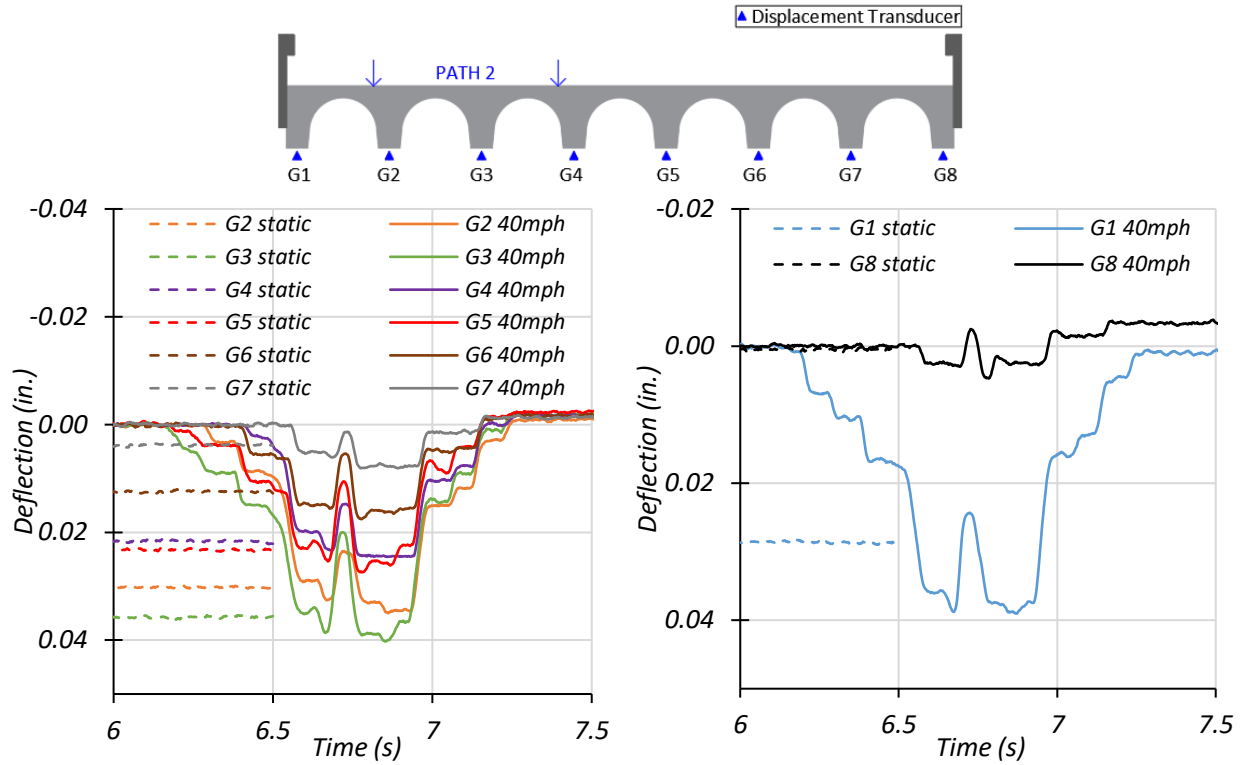 Displacement Transducer
PATH 2
G1 G2 G3 G4 G5 G6 G7 G8
-0.04
-0.02
0.00
0.02
0.04
Deflection (in.)
G2 static G2 40mph
G3 static G3 40mph
G4 static G4 40mph
G5 static G5 40mph
G6 static G6 40mph
G7 static G7 40mph
6 6.5 7 7.5
Time (s)
-0.02
0.00
0.02
0.04
Deflection (in.)
G1 static G1 40mph
G8 static G8 40mph
6 6.5 7 7.5
Time (s)